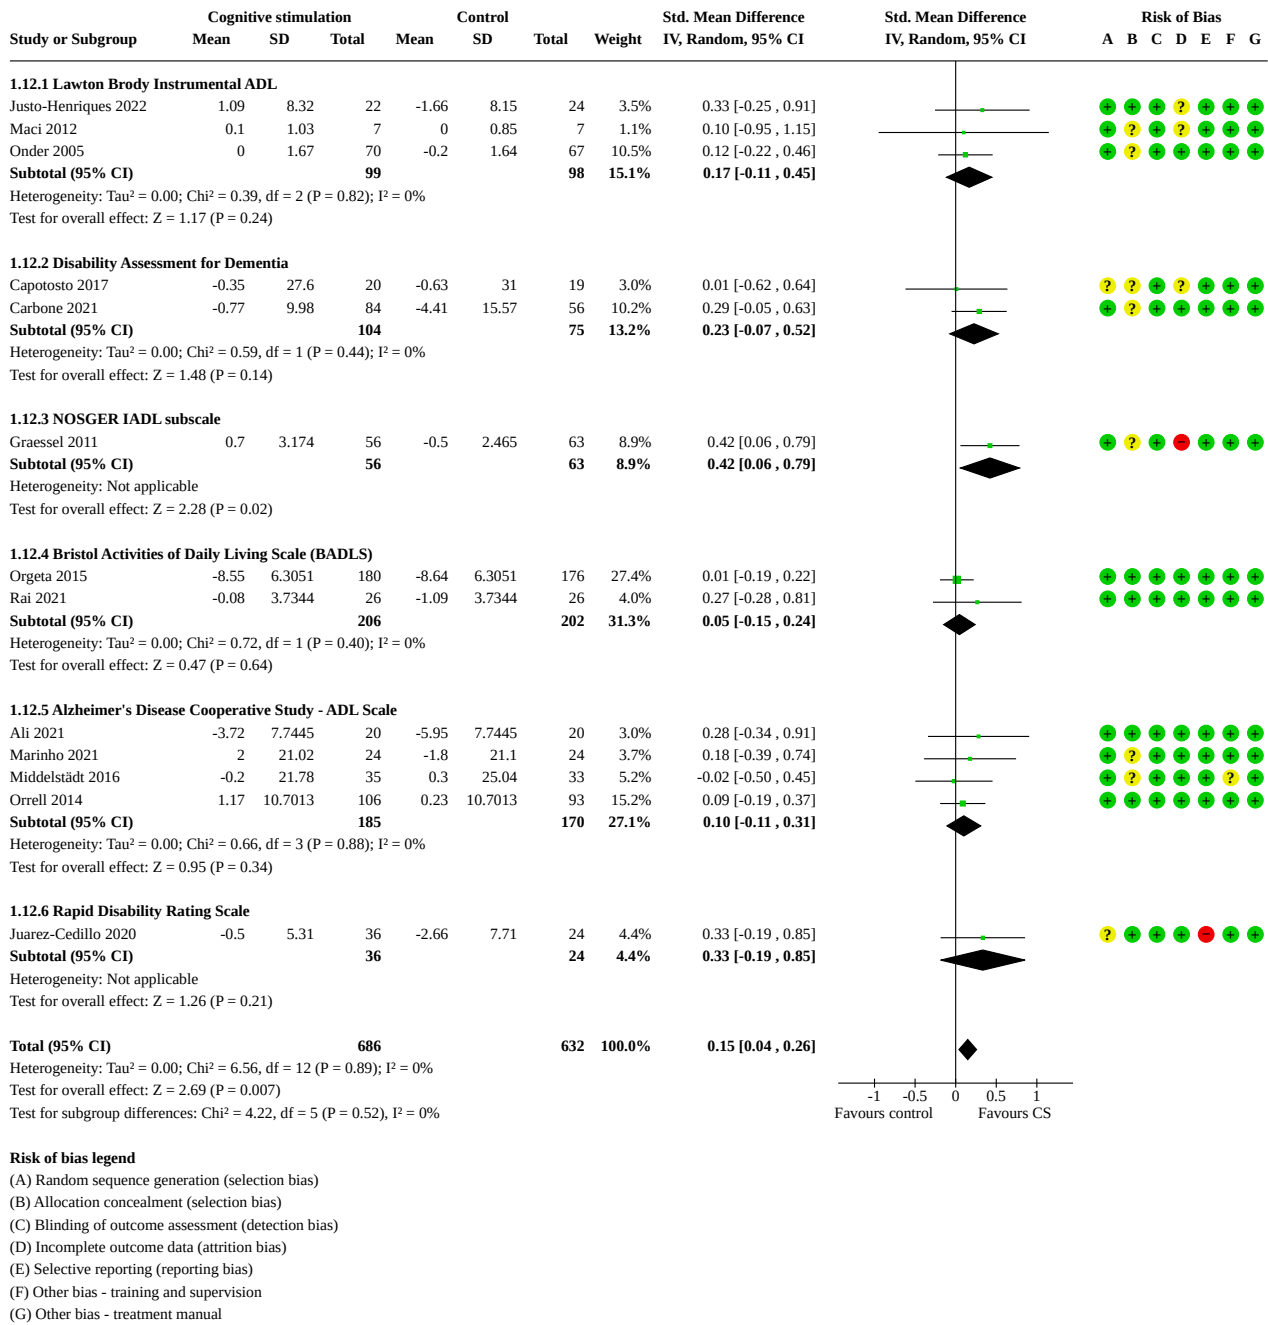 Cognitive stimulation Control Std. Mean Difference Std. Mean Difference Risk of Bias
Study or Subgroup Mean SD Total Mean SD Total Weight IV, Random, 95% CI IV, Random, 95% CI A B C D E F G
1.12.1 Lawton Brody Instrumental ADL
Justo-Henriques 2022 1.09 8.32 22 -1.66 8.15 24 3.5% 0.33 [-0.25 , 0.91] + + + ? + + +
Maci 2012 0.1 1.03 7 0 0.85 7 1.1% 0.10 [-0.95 , 1.15] + ? + ? + + +
Onder 2005 0 1.67 70 -0.2 1.64 67 10.5% 0.12 [-0.22 , 0.46] + ? + + + + +
Subtotal (95% CI) 99 98 15.1% 0.17 [-0.11 , 0.45]
Heterogeneity: Tau² = 0.00; Chi² = 0.39, df = 2 (P = 0.82); I² = 0%
Test for overall effect: Z = 1.17 (P = 0.24)
1.12.2 Disability Assessment for Dementia
Capotosto 2017 -0.35 27.6 20 -0.63 31 19 3.0% 0.01 [-0.62 , 0.64] ? ? + ? + + +
Carbone 2021 -0.77 9.98 84 -4.41 15.57 56 10.2% 0.29 [-0.05 , 0.63] + ? + + + + +
Subtotal (95% CI) 104 75 13.2% 0.23 [-0.07 , 0.52]
Heterogeneity: Tau² = 0.00; Chi² = 0.59, df = 1 (P = 0.44); I² = 0%
Test for overall effect: Z = 1.48 (P = 0.14)
1.12.3 NOSGER IADL subscale
Graessel 2011 0.7 3.174 56 -0.5 2.465 63 8.9% 0.42 [0.06 , 0.79] + ? + − + + +
Subtotal (95% CI) 56 63 8.9% 0.42 [0.06 , 0.79]
Heterogeneity: Not applicable
Test for overall effect: Z = 2.28 (P = 0.02)
1.12.4 Bristol Activities of Daily Living Scale (BADLS)
Orgeta 2015 -8.55 6.3051 180 -8.64 6.3051 176 27.4% 0.01 [-0.19 , 0.22] + + + + + + +
Rai 2021 -0.08 3.7344 26 -1.09 3.7344 26 4.0% 0.27 [-0.28 , 0.81] + + + + + + +
Subtotal (95% CI) 206 202 31.3% 0.05 [-0.15 , 0.24]
Heterogeneity: Tau² = 0.00; Chi² = 0.72, df = 1 (P = 0.40); I² = 0%
Test for overall effect: Z = 0.47 (P = 0.64)
1.12.5 Alzheimer's Disease Cooperative Study - ADL Scale
Ali 2021 -3.72 7.7445 20 -5.95 7.7445 20 3.0% 0.28 [-0.34 , 0.91] + + + + + + +
Marinho 2021 2 21.02 24 -1.8 21.1 24 3.7% 0.18 [-0.39 , 0.74] + ? + + + + +
Middelstädt 2016 -0.2 21.78 35 0.3 25.04 33 5.2% -0.02 [-0.50 , 0.45] + ? + + + ? +
Orrell 2014 1.17 10.7013 106 0.23 10.7013 93 15.2% 0.09 [-0.19 , 0.37] + + + + + + +
Subtotal (95% CI) 185 170 27.1% 0.10 [-0.11 , 0.31]
Heterogeneity: Tau² = 0.00; Chi² = 0.66, df = 3 (P = 0.88); I² = 0%
Test for overall effect: Z = 0.95 (P = 0.34)
1.12.6 Rapid Disability Rating Scale
Juarez-Cedillo 2020 -0.5 5.31 36 -2.66 7.71 24 4.4% 0.33 [-0.19 , 0.85] ? + + + − + +
Subtotal (95% CI) 36 24 4.4% 0.33 [-0.19 , 0.85]
Heterogeneity: Not applicable
Test for overall effect: Z = 1.26 (P = 0.21)
Total (95% CI) 686 632 100.0% 0.15 [0.04 , 0.26]
Heterogeneity: Tau² = 0.00; Chi² = 6.56, df = 12 (P = 0.89); I² = 0%
Test for overall effect: Z = 2.69 (P = 0.007)
Test for subgroup differences: Chi² = 4.22, df = 5 (P = 0.52), I² = 0%
-1 -0.5 0 0.5 1
Favours control Favours CS
Risk of bias legend
(A) Random sequence generation (selection bias)
(B) Allocation concealment (selection bias)
(C) Blinding of outcome assessment (detection bias)
(D) Incomplete outcome data (attrition bias)
(E) Selective reporting (reporting bias)
(F) Other bias - training and supervision
(G) Other bias - treatment manual